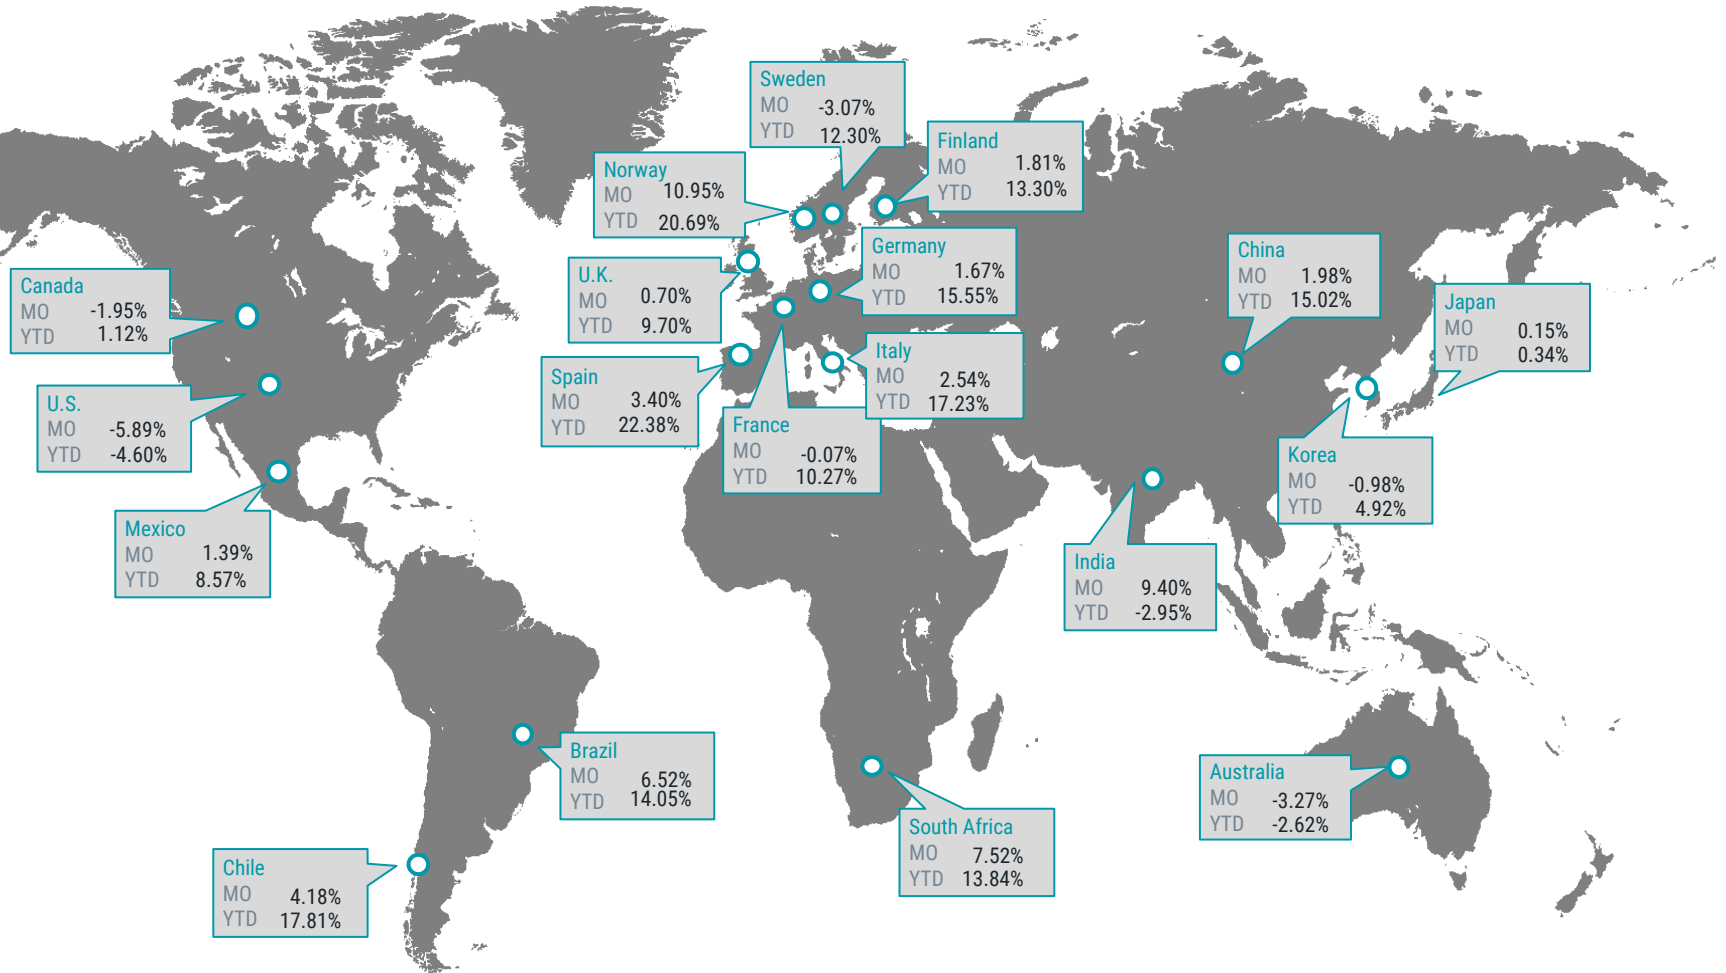 Sweden
MO -3.07%
YTD 12.30%
Finland
MO 1.81%
YTD 13.30%
Norway
MO 10.95%
YTD 20.69%
Germany
MO 1.67%
YTD 15.55%
China
MO 1.98%
YTD 15.02%
U.K.
MO 0.70%
YTD 9.70%
Canada
MO -1.95%
YTD 1.12%
Japan
MO 0.15%
YTD 0.34%
Italy
MO 2.54%
YTD 17.23%
Spain
MO 3.40%
YTD 22.38%
U.S.
MO -5.89%
YTD -4.60%
France
MO -0.07%
YTD 10.27%
Korea
MO -0.98%
YTD 4.92%
Mexico
MO 1.39%
YTD 8.57%
India
MO 9.40%
YTD -2.95%
Brazil
MO 6.52%
YTD 14.05%
Australia
MO -3.27%
YTD -2.62%
South Africa
MO 7.52%
YTD 13.84%
Chile
MO 4.18%
YTD 17.81%